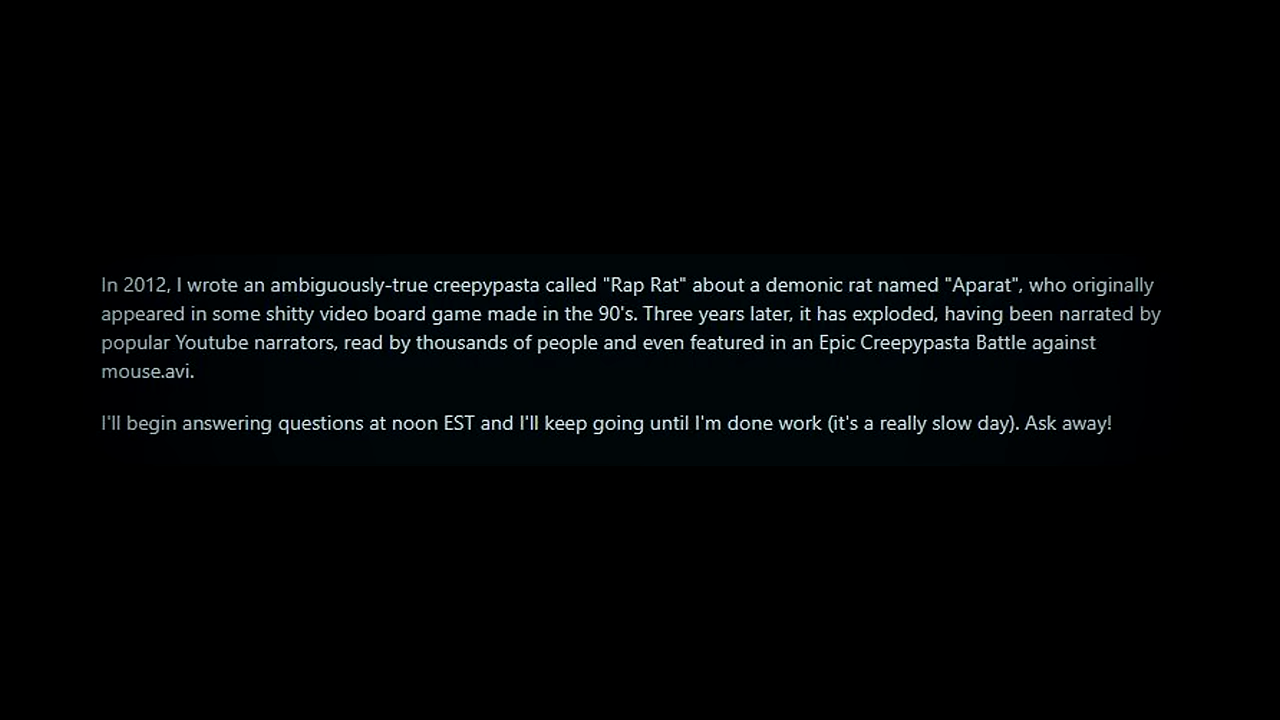 In 2012, I wrote an ambiguously-true creepypasta called "Rap Rat" about a demonic rat named "Aparat", who originally
appeared in some shitty video board game made in the 90's. Three years later, it has exploded, having been narrated by
popular Youtube narrators, read by thousands of people and even featured in an Epic Creepypasta Battle against
mouse.avi.
I'll begin answering questions at noon EST and I'll keep going until I'm done work (it's a really slow day). Ask away!